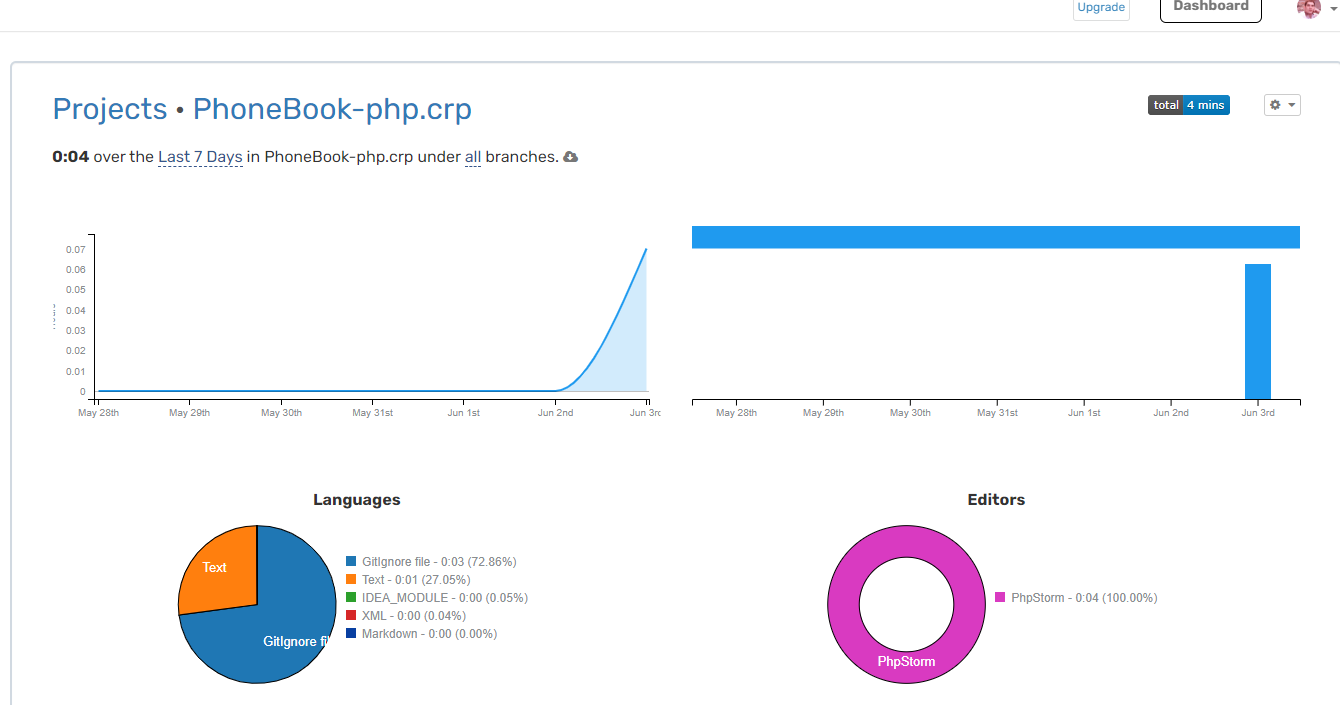 Upgrade
Dashboard
Projects • PhoneBook-php.crp
total 4 mins
0:04 over the Last 7 Days in PhoneBook-php.crp under all branches.
0.07
0.06
0.05
0.04
0.03
0.02
0.01
0
May 28th May 29th May 30th May 31st Jun 1st Jun 2nd Jun 3rd
May 28th May 29th May 30th May 31st Jun 1st Jun 2nd Jun 3rd
Languages
Text
GitIgnore fil
GitIgnore file - 0:03 (72.86%)
Text - 0:01 (27.05%)
IDEA_MODULE - 0:00 (0.05%)
XML - 0:00 (0.04%)
Markdown - 0:00 (0.00%)
Editors
PhpStorm
PhpStorm - 0:04 (100.00%)